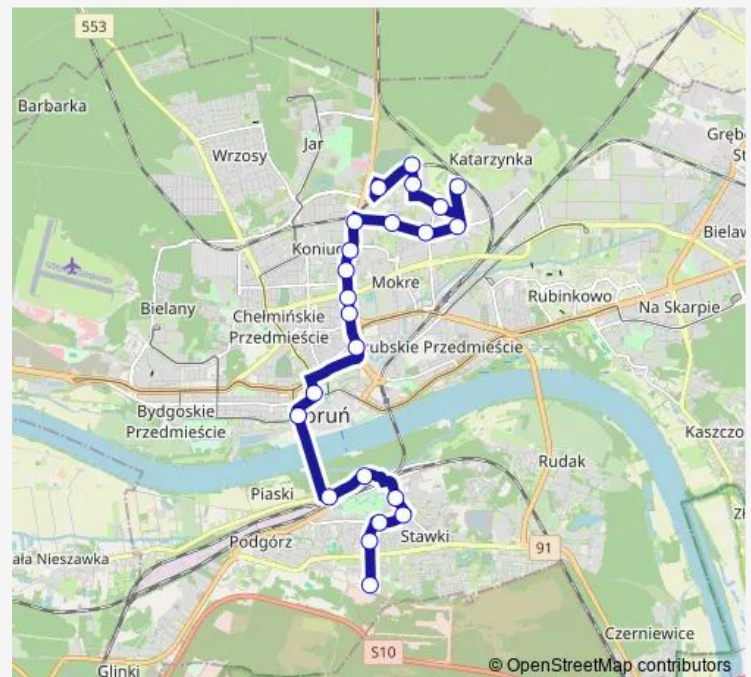 553
Barbarka
Jar
Wrzosy
Katarzynka
Koniuc
Mokre
Bielany
Rubinkowo
Na Skarpie
Chełmińskie
Przedmieście
rubskie Przedmieście
Bydgoskie
Przedmieście
oruń
Kaszczo
Rudak
Piaski
ała Nieszawka
Podgórz
Stawki
91
S10
Czerniewice
Glinki
Gręb
St
Bielaw
© OpenStreetMap contributors